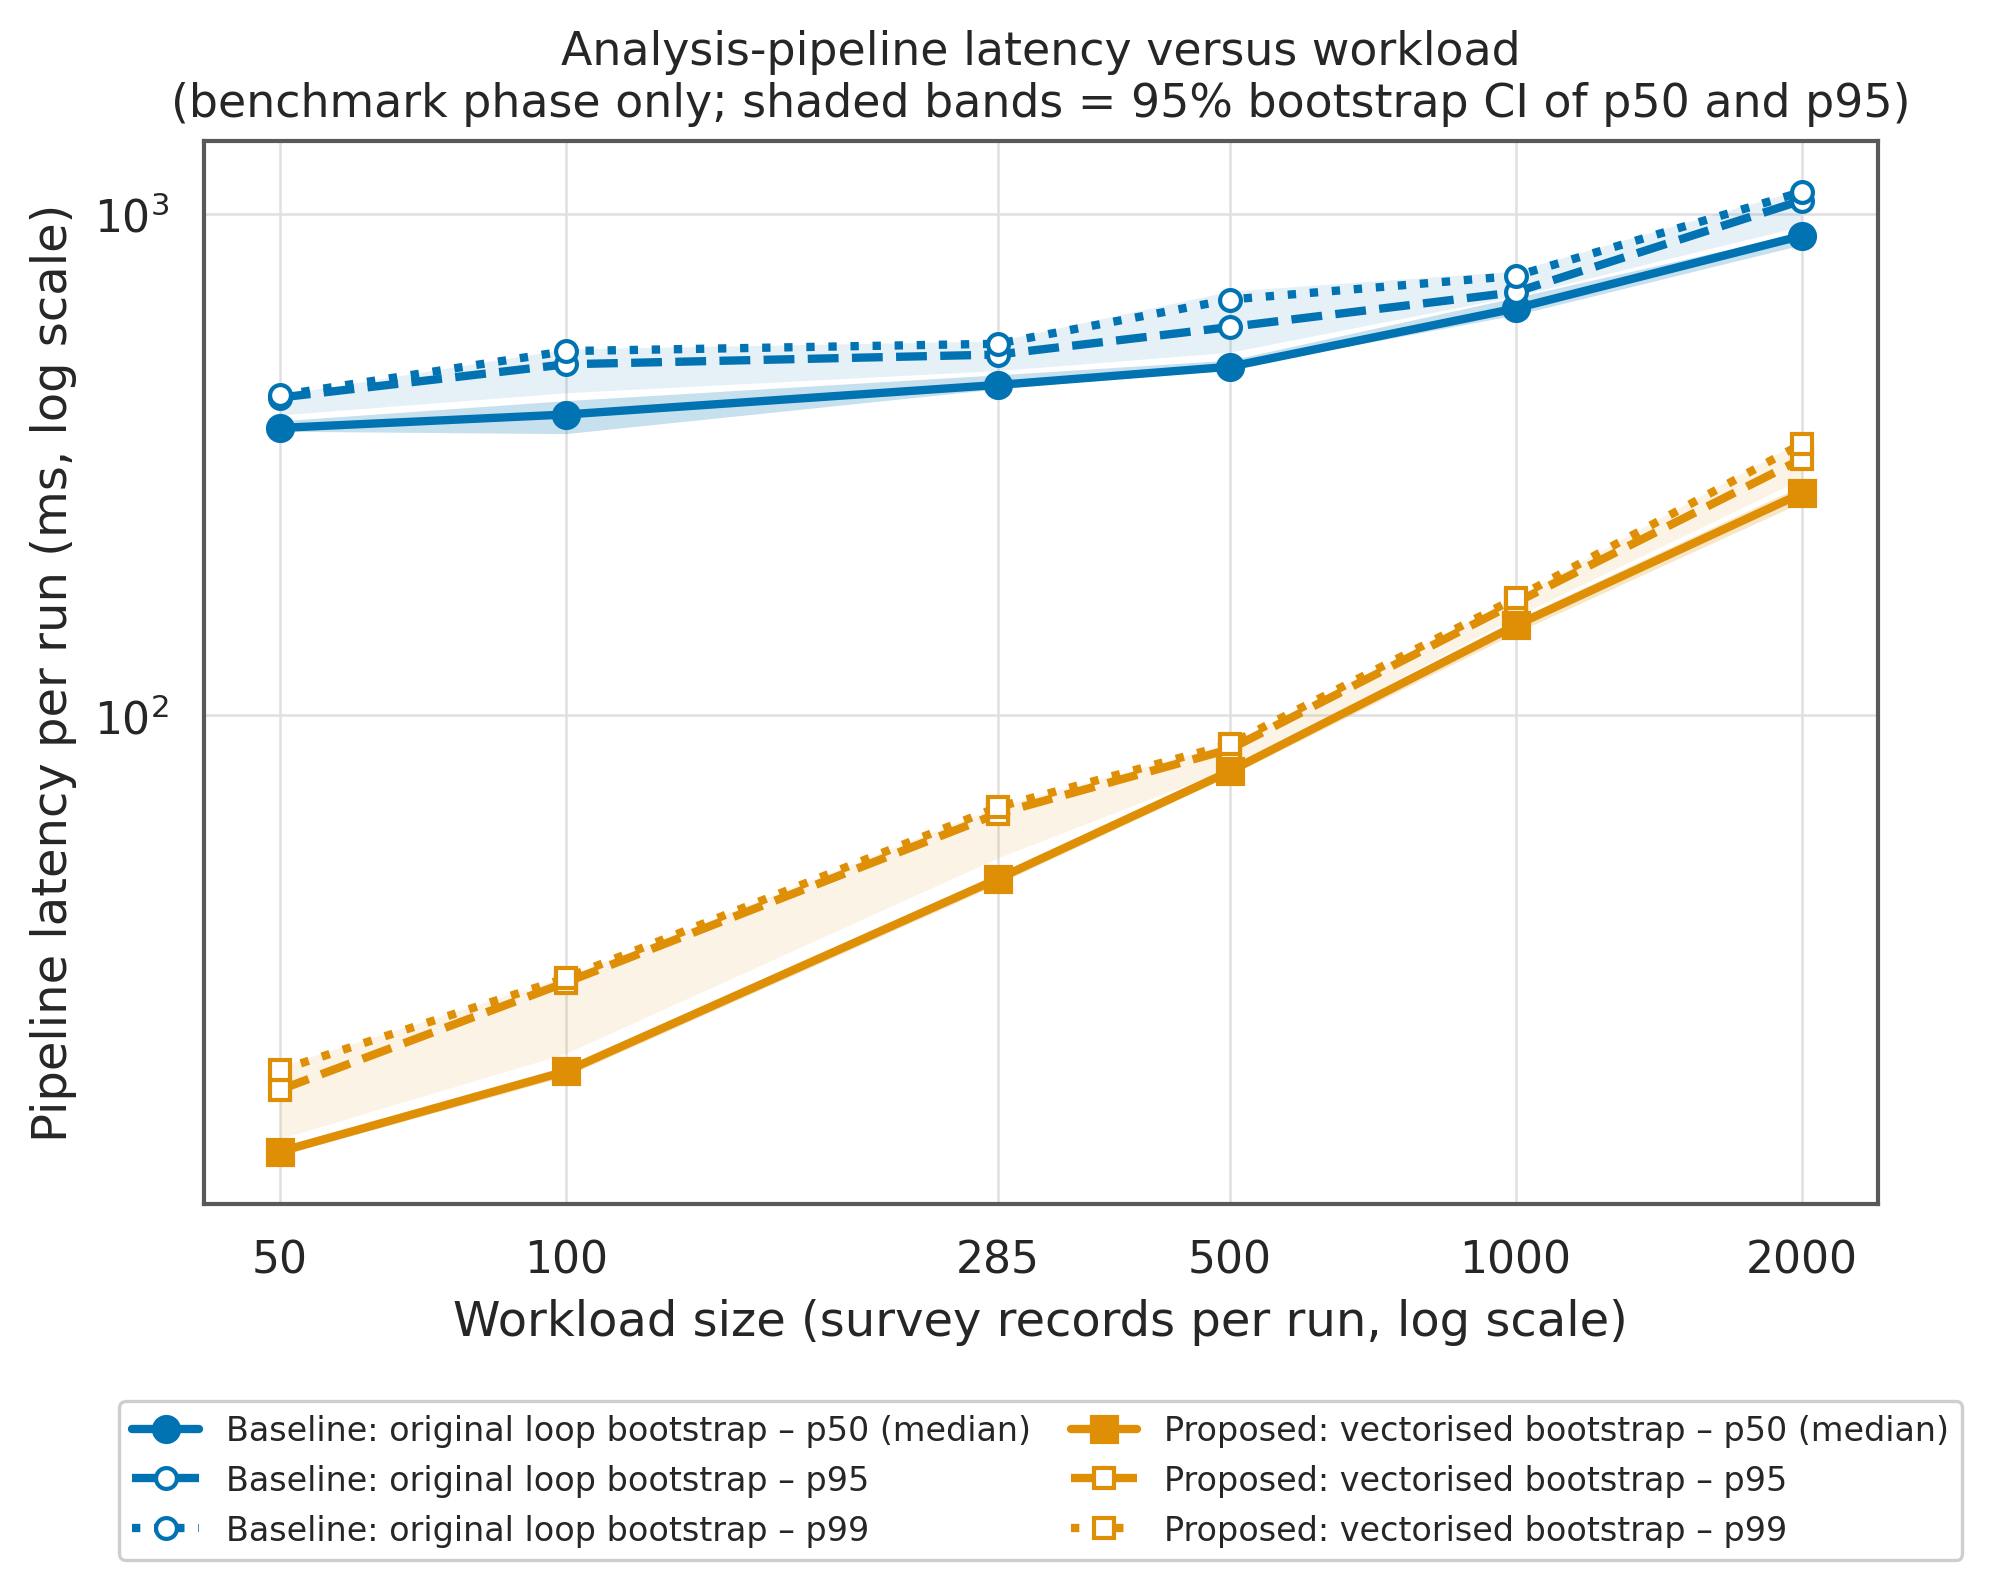 Analysis-pipeline latency versus workload
(benchmark phase only; shaded bands = 95% bootstrap CI of p50 and p95)
Pipeline latency per run (ms, log scale)
10³
10²
50 100 285 500 1000 2000
Workload size (survey records per run, log scale)
Baseline: original loop bootstrap – p50 (median)
Baseline: original loop bootstrap – p95
Baseline: original loop bootstrap – p99
Proposed: vectorised bootstrap – p50 (median)
Proposed: vectorised bootstrap – p95
Proposed: vectorised bootstrap – p99